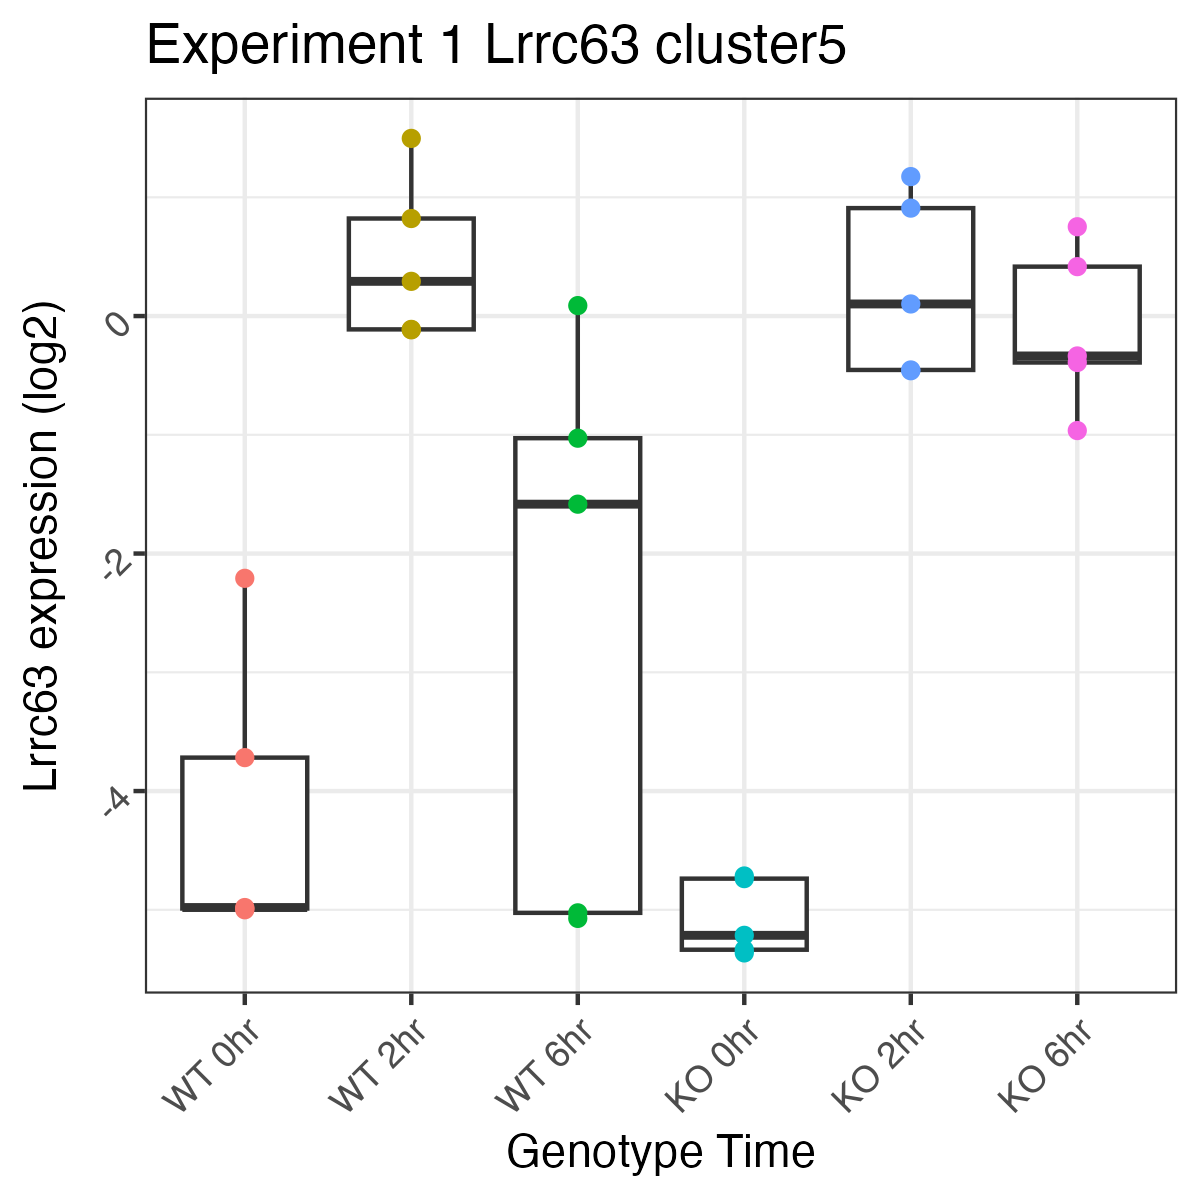 Experiment 1 Lrrc63 cluster5
Lrrc63 expression (log2)
0
-2
-4
WT 0hr
WT 2hr
WT 6hr
KO 0hr
KO 2hr
KO 6hr
Genotype Time